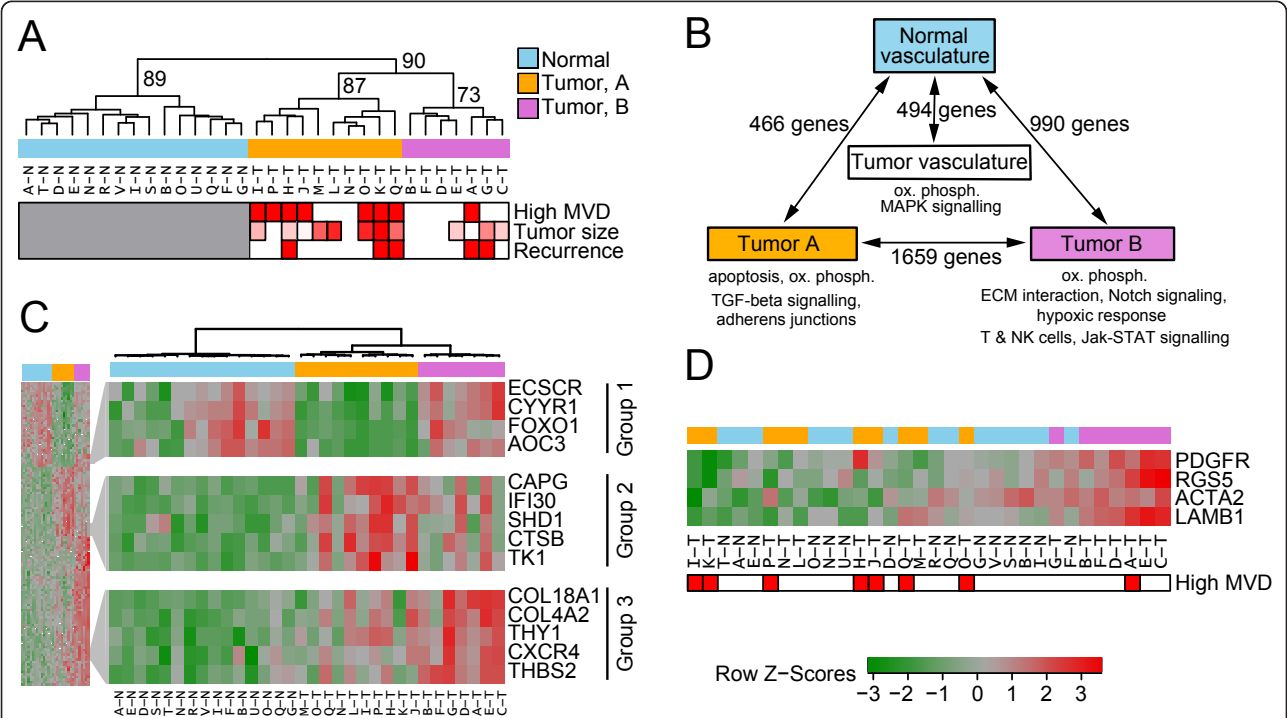 A
89
90
87
73
Normal
Tumor, A
Tumor, B
A−N T−N D−N E−N N−N R−N V−N I−N S−N B−N O−N U−N Q−N F−N G−N I−T P−T H−T J−T M−T L−T N−T O−T K−T Q−T B−T F−T D−T E−T A−T G−T C−T
High MVD
Tumor size
Recurrence
B
Normal
vasculature
466 genes
494 genes
990 genes
Tumor vasculature
ox. phosph.
MAPK signalling
Tumor A
1659 genes
Tumor B
apoptosis, ox. phosph.
TGF-beta signalling,
adherens junctions
ox. phosph.
ECM interaction, Notch signaling,
hypoxic response
T & NK cells, Jak-STAT signalling
C
ECSCR
CYYR1
FOXO1
AOC3
Group 1
CAPG
IFI30
SHD1
CTSB
TK1
Group 2
COL18A1
COL4A2
THY1
CXCR4
THBS2
Group 3
A−N E−N D−N S−N T−N N−N R−N V−N I−N F−N B−N U−N O−N Q−N G−N M−T O−T Q−T N−T L−T I−T P−T H−T K−T J−T B−T F−T G−T D−T A−T E−T C−T
D
PDGFR
RGS5
ACTA2
LAMB1
I−T K−T T−N A−N E−N P−T N−T L−T O−N N−N U−N H−T J−T D−N Q−T M−T R−N Q−N O−T G−N V−N S−N B−N I−N G−T F−N B−T F−T D−T A−T E−T C−T
High MVD
Row Z−Scores
−3 −2 −1 0 1 2 3